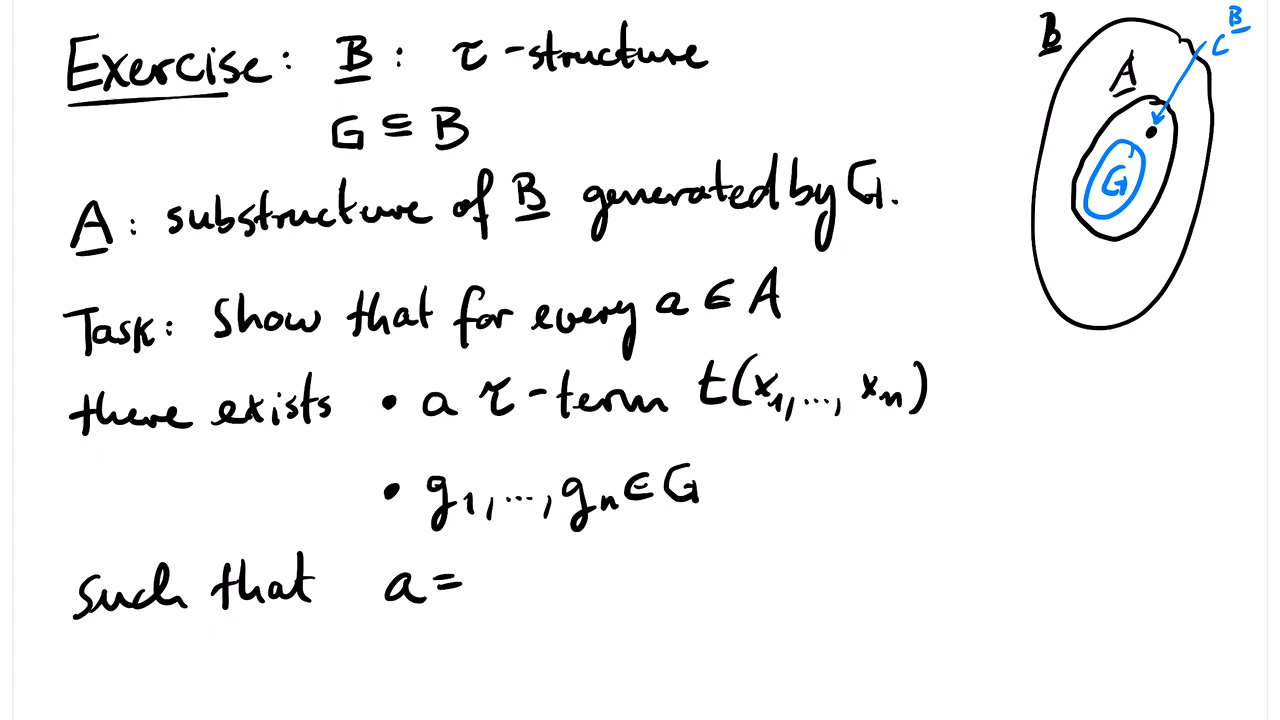 Exercise: B: τ-structure
G ⊆ B
A: substructure of B generated by G.
Task: Show that for every a ∈ A
there exists • a τ-term t(x₁,..., xₙ)
• g₁,...,gₙ ∈ G
such that a =
B
A
G
c^B